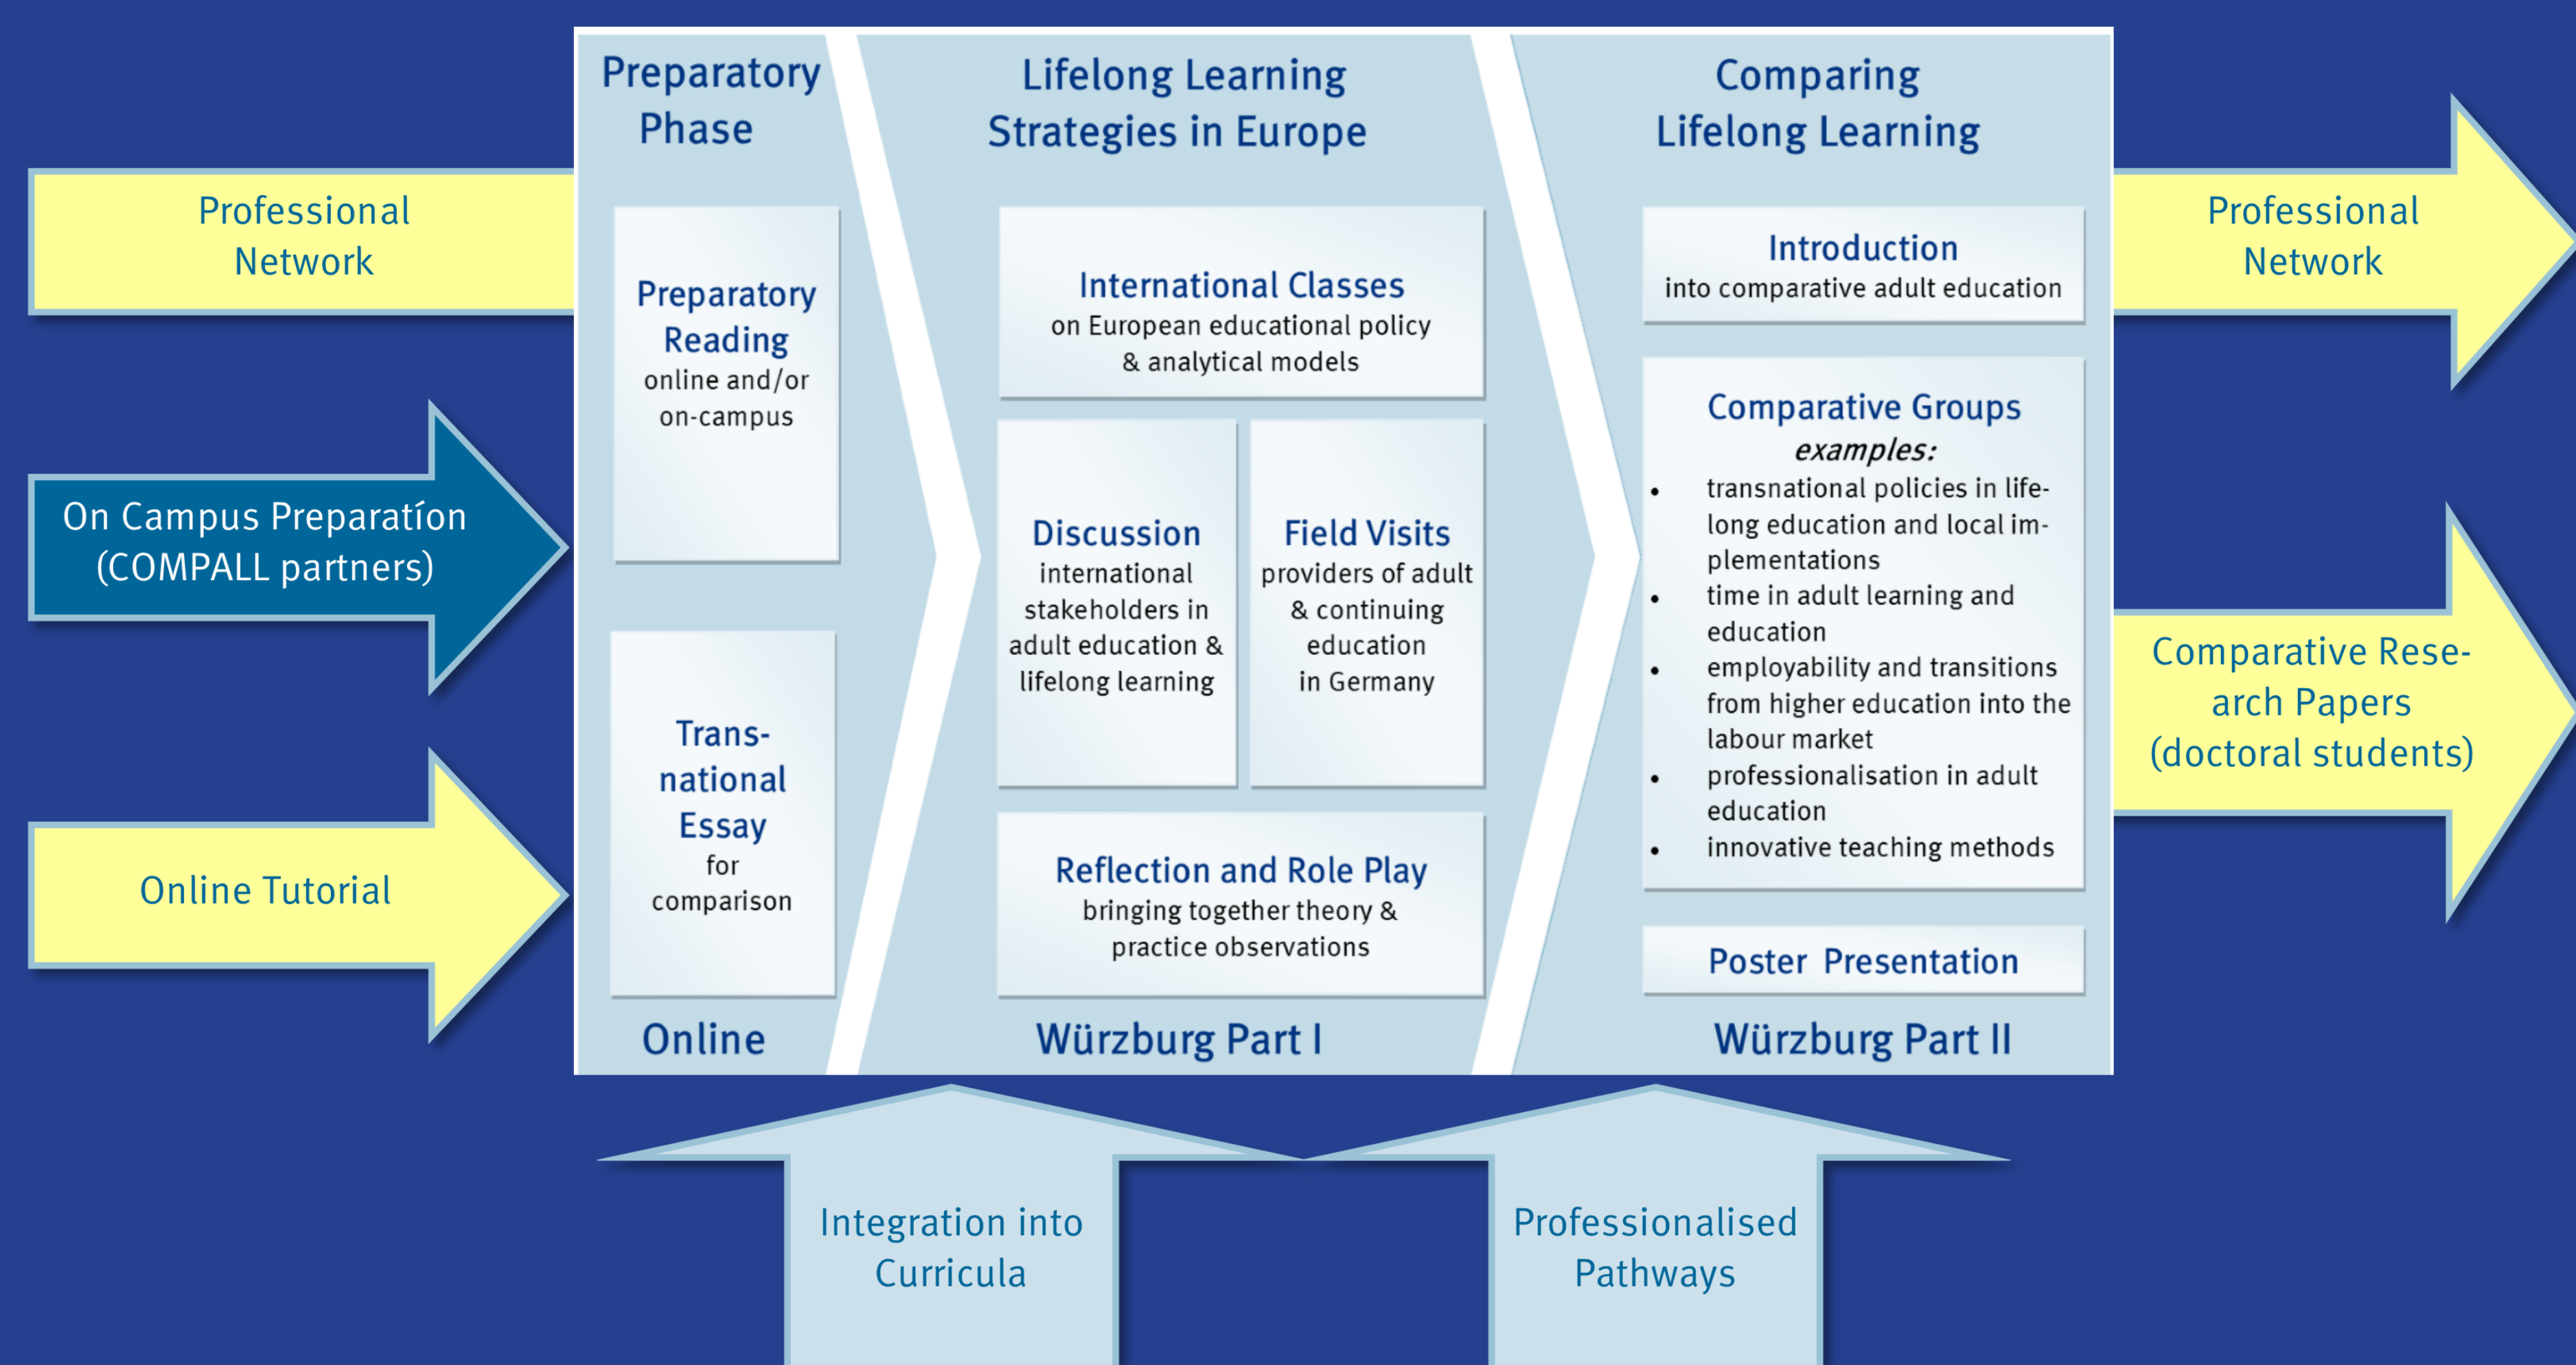 Professional
Network
On Campus Preparatíon
(COMPALL partners)
Online Tutorial
Preparatory
Phase
Preparatory
Reading
online and/or
on-campus
Trans-
national
Essay
for
comparison
Online
Lifelong Learning
Strategies in Europe
International Classes
on European educational policy
& analytical models
Discussion
international
stakeholders in
adult education &
lifelong learning
Field Visits
providers of adult
& continuing
education
in Germany
Reflection and Role Play
bringing together theory &
practice observations
Würzburg Part I
Comparing
Lifelong Learning
Introduction
into comparative adult education
Comparative Groups
examples:
• transnational policies in life-
long education and local im-
plementations
• time in adult learning and
education
• employability and transitions
from higher education into the
labour market
• professionalisation in adult
education
• innovative teaching methods
Poster Presentation
Würzburg Part II
Professional
Network
Comparative Rese-
arch Papers
(doctoral students)
Integration into
Curricula
Professionalised
Pathways